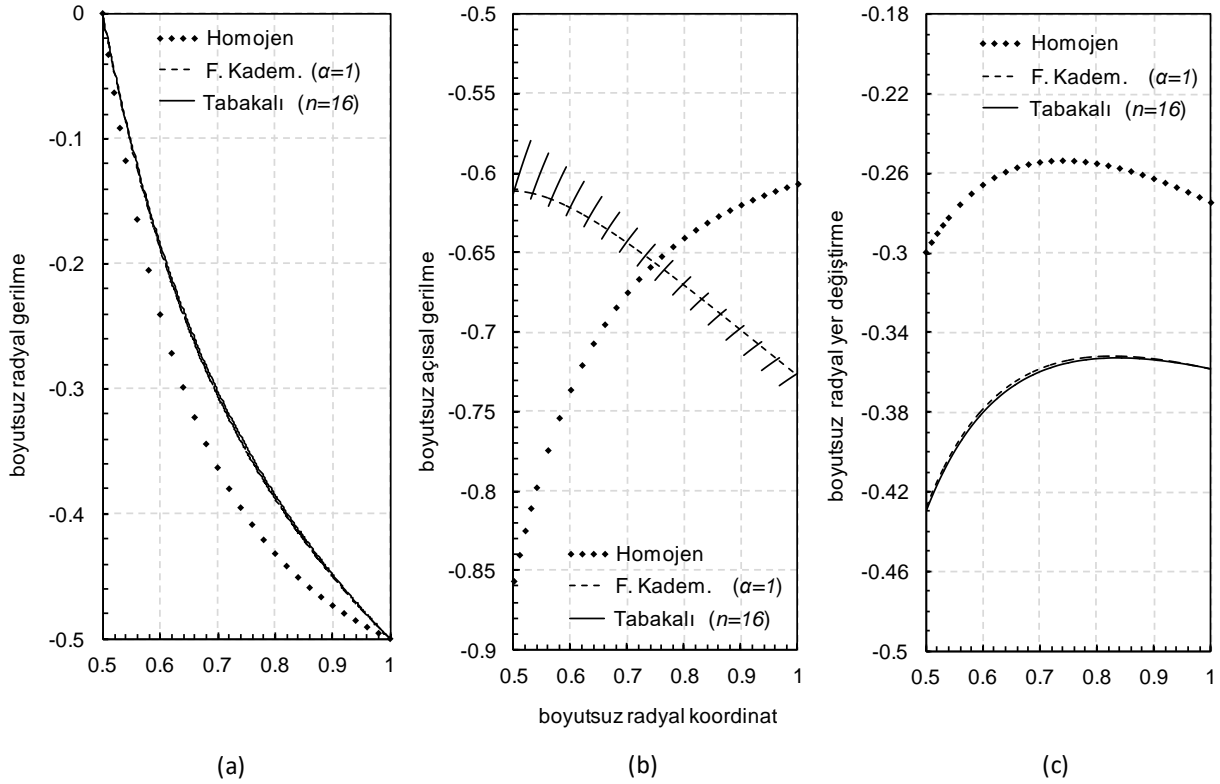 0
-0.1
-0.2
-0.3
-0.4
-0.5
0.5
0.6
0.7
0.8
0.9
1
boyutsuz radyal gerilme
Homojen
F. Kadem. (α=1)
Tabakalı (n=16)
(a)
-0.5
-0.55
-0.6
-0.65
-0.7
-0.75
-0.8
-0.85
-0.9
0.5
0.6
0.7
0.8
0.9
1
boyutsuz açısal gerilme
Homojen
F. Kadem. (α=1)
Tabakalı (n=16)
boyutsuz radyal koordinat
(b)
-0.18
-0.22
-0.26
-0.3
-0.34
-0.38
-0.42
-0.46
-0.5
0.5
0.6
0.7
0.8
0.9
1
boyutsuz radyal yer değiştirme
Homojen
F. Kadem. (α=1)
Tabakalı (n=16)
(c)